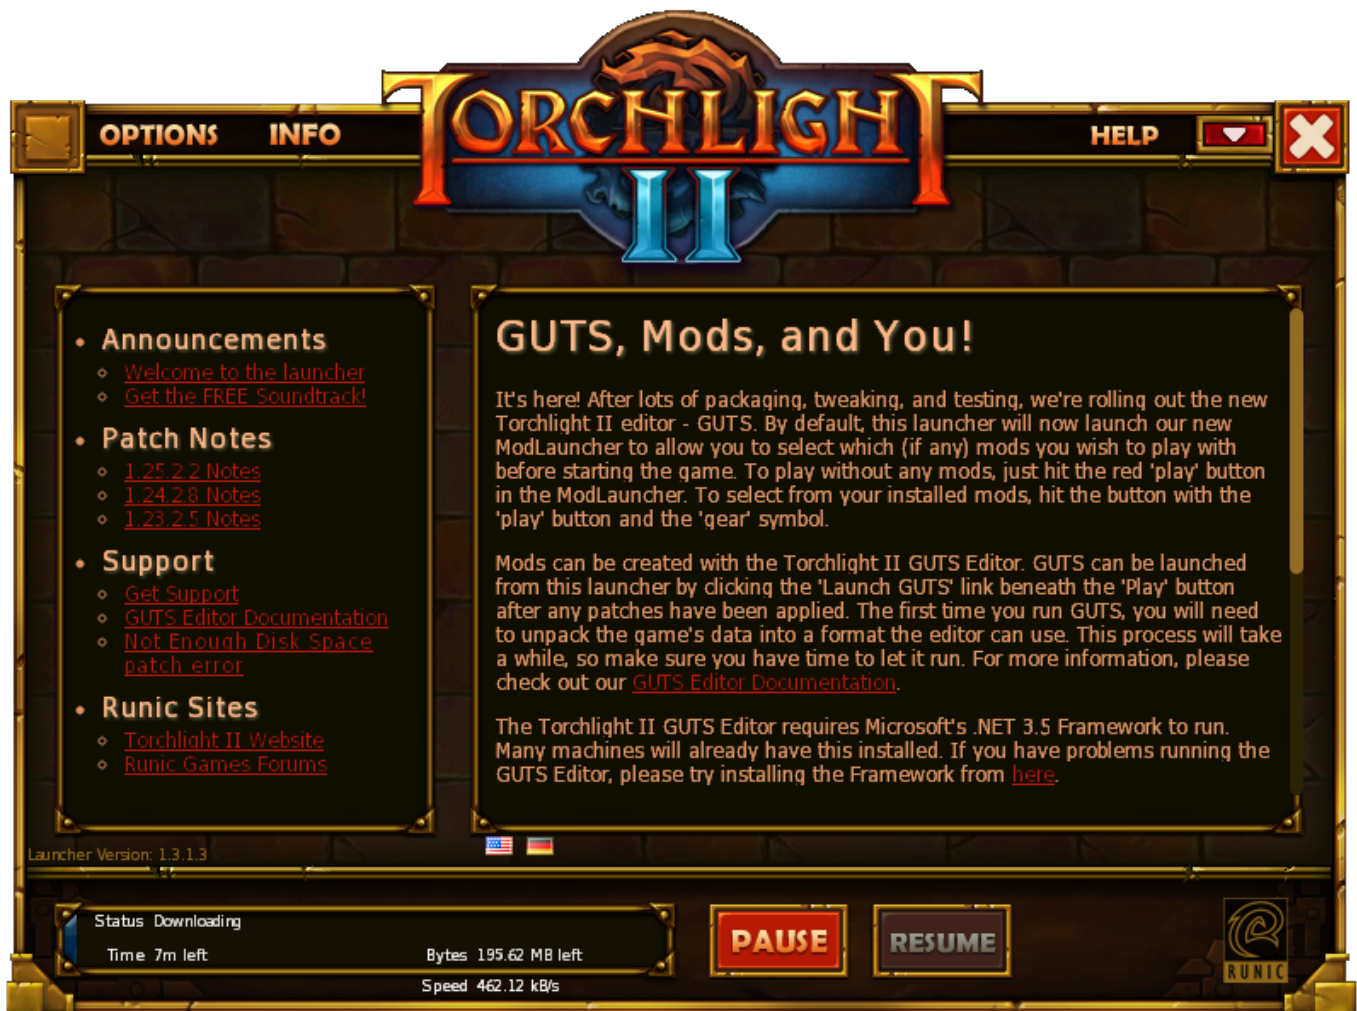 TORCHLIGHT
II
OPTIONS INFO HELP
Announcements
Welcome to the launcher
Get the FREE Soundtrack!
Patch Notes
1.25.2.2 Notes
1.24.2.8 Notes
1.23.2.5 Notes
Support
Get Support
GUTS Editor Documentation
Not Enough Disk Space
patch error
Runic Sites
Torchlight II Website
Runic Games Forums
GUTS, Mods, and You!
It's here! After lots of packaging, tweaking, and testing, we're rolling out the new
Torchlight II editor - GUTS. By default, this launcher will now launch our new
ModLauncher to allow you to select which (if any) mods you wish to play with
before starting the game. To play without any mods, just hit the red 'play' button
in the ModLauncher. To select from your installed mods, hit the button with the
'play' button and the 'gear' symbol.
Mods can be created with the Torchlight II GUTS Editor. GUTS can be launched
from this launcher by clicking the 'Launch GUTS' link beneath the 'Play' button
after any patches have been applied. The first time you run GUTS, you will need
to unpack the game's data into a format the editor can use. This process will take
a while, so make sure you have time to let it run. For more information, please
check out our GUTS Editor Documentation.
The Torchlight II GUTS Editor requires Microsoft's .NET 3.5 Framework to run.
Many machines will already have this installed. If you have problems running the
GUTS Editor, please try installing the Framework from here.
Launcher Version: 1.3.1.3
Status Downloading
Time 7m left
Bytes 195.62 MB left
Speed 462.12 kB/s
PAUSE
RESUME
RUNIC